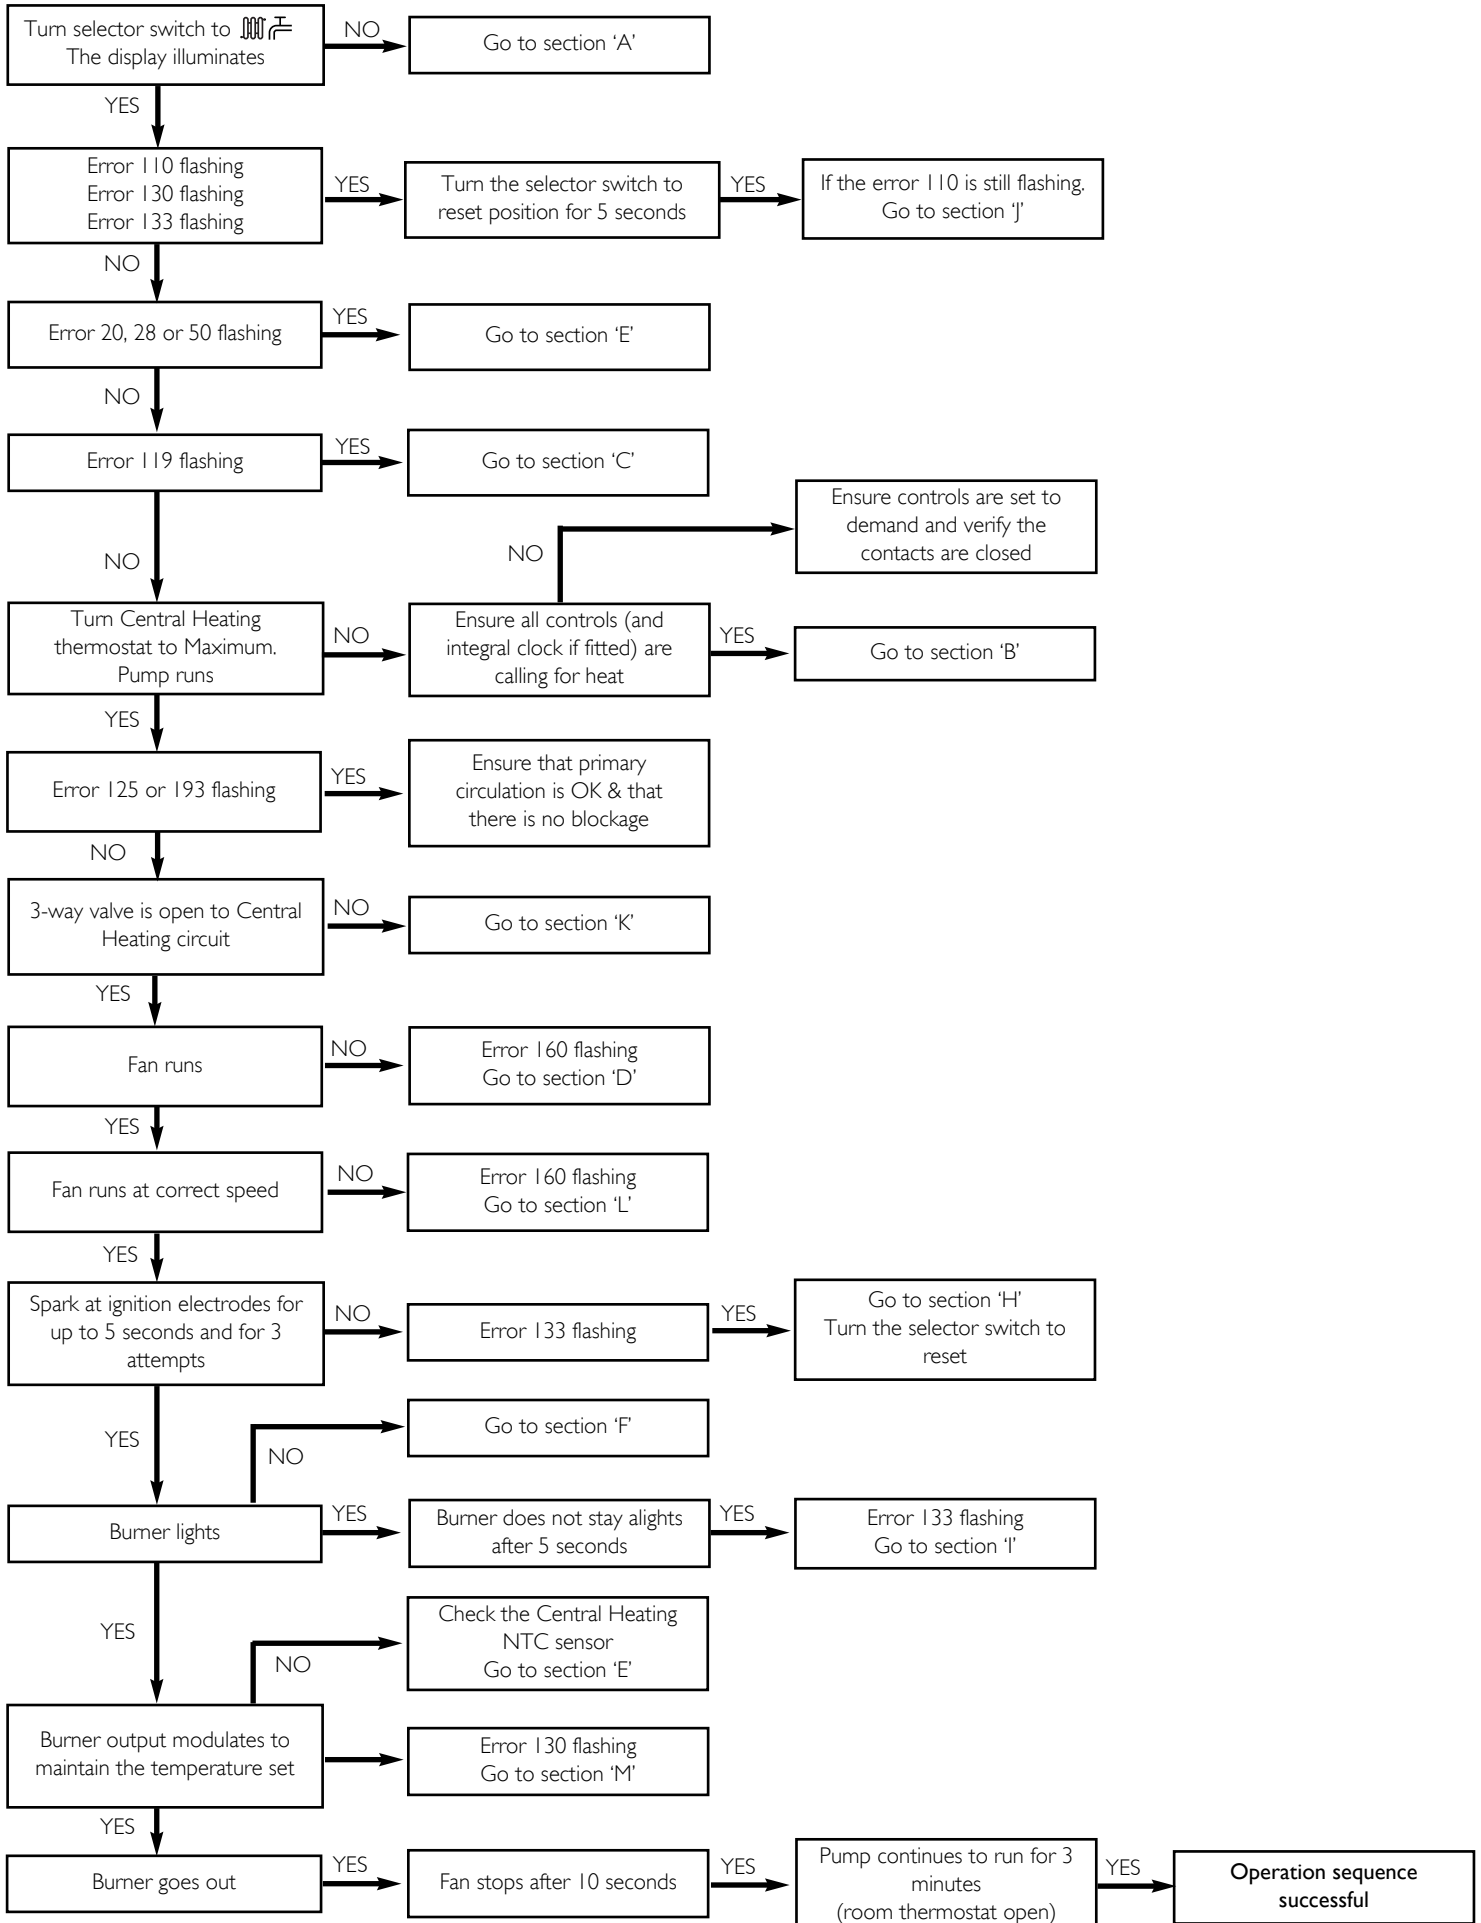 Turn selector switch to
The display illuminates
NO
Go to section ‘A’
YES
Error 110 flashing
Error 130 flashing
Error 133 flashing
YES
Turn the selector switch to
reset position for 5 seconds
YES
If the error 110 is still flashing.
Go to section ‘J’
NO
Error 20, 28 or 50 flashing
YES
Go to section ‘E’
NO
Error 119 flashing
YES
Go to section ‘C’
NO
Turn Central Heating
thermostat to Maximum.
Pump runs
NO
Ensure all controls (and
integral clock if fitted) are
calling for heat
NO
Ensure controls are set to
demand and verify the
contacts are closed
YES
Go to section ‘B’
YES
Error 125 or 193 flashing
YES
Ensure that primary
circulation is OK & that
there is no blockage
NO
3-way valve is open to Central
Heating circuit
NO
Go to section ‘K’
YES
Fan runs
NO
Error 160 flashing
Go to section ‘D’
YES
Fan runs at correct speed
NO
Error 160 flashing
Go to section ‘L’
YES
Spark at ignition electrodes for
up to 5 seconds and for 3
attempts
NO
Error 133 flashing
YES
Go to section ‘H’
Turn the selector switch to
reset
YES
NO
Go to section ‘F’
Burner lights
YES
Burner does not stay alights
after 5 seconds
YES
Error 133 flashing
Go to section ‘I’
YES
NO
Check the Central Heating
NTC sensor
Go to section ‘E’
Burner output modulates to
maintain the temperature set
Error 130 flashing
Go to section ‘M’
YES
Burner goes out
YES
Fan stops after 10 seconds
YES
Pump continues to run for 3
minutes
(room thermostat open)
YES
Operation sequence
successful